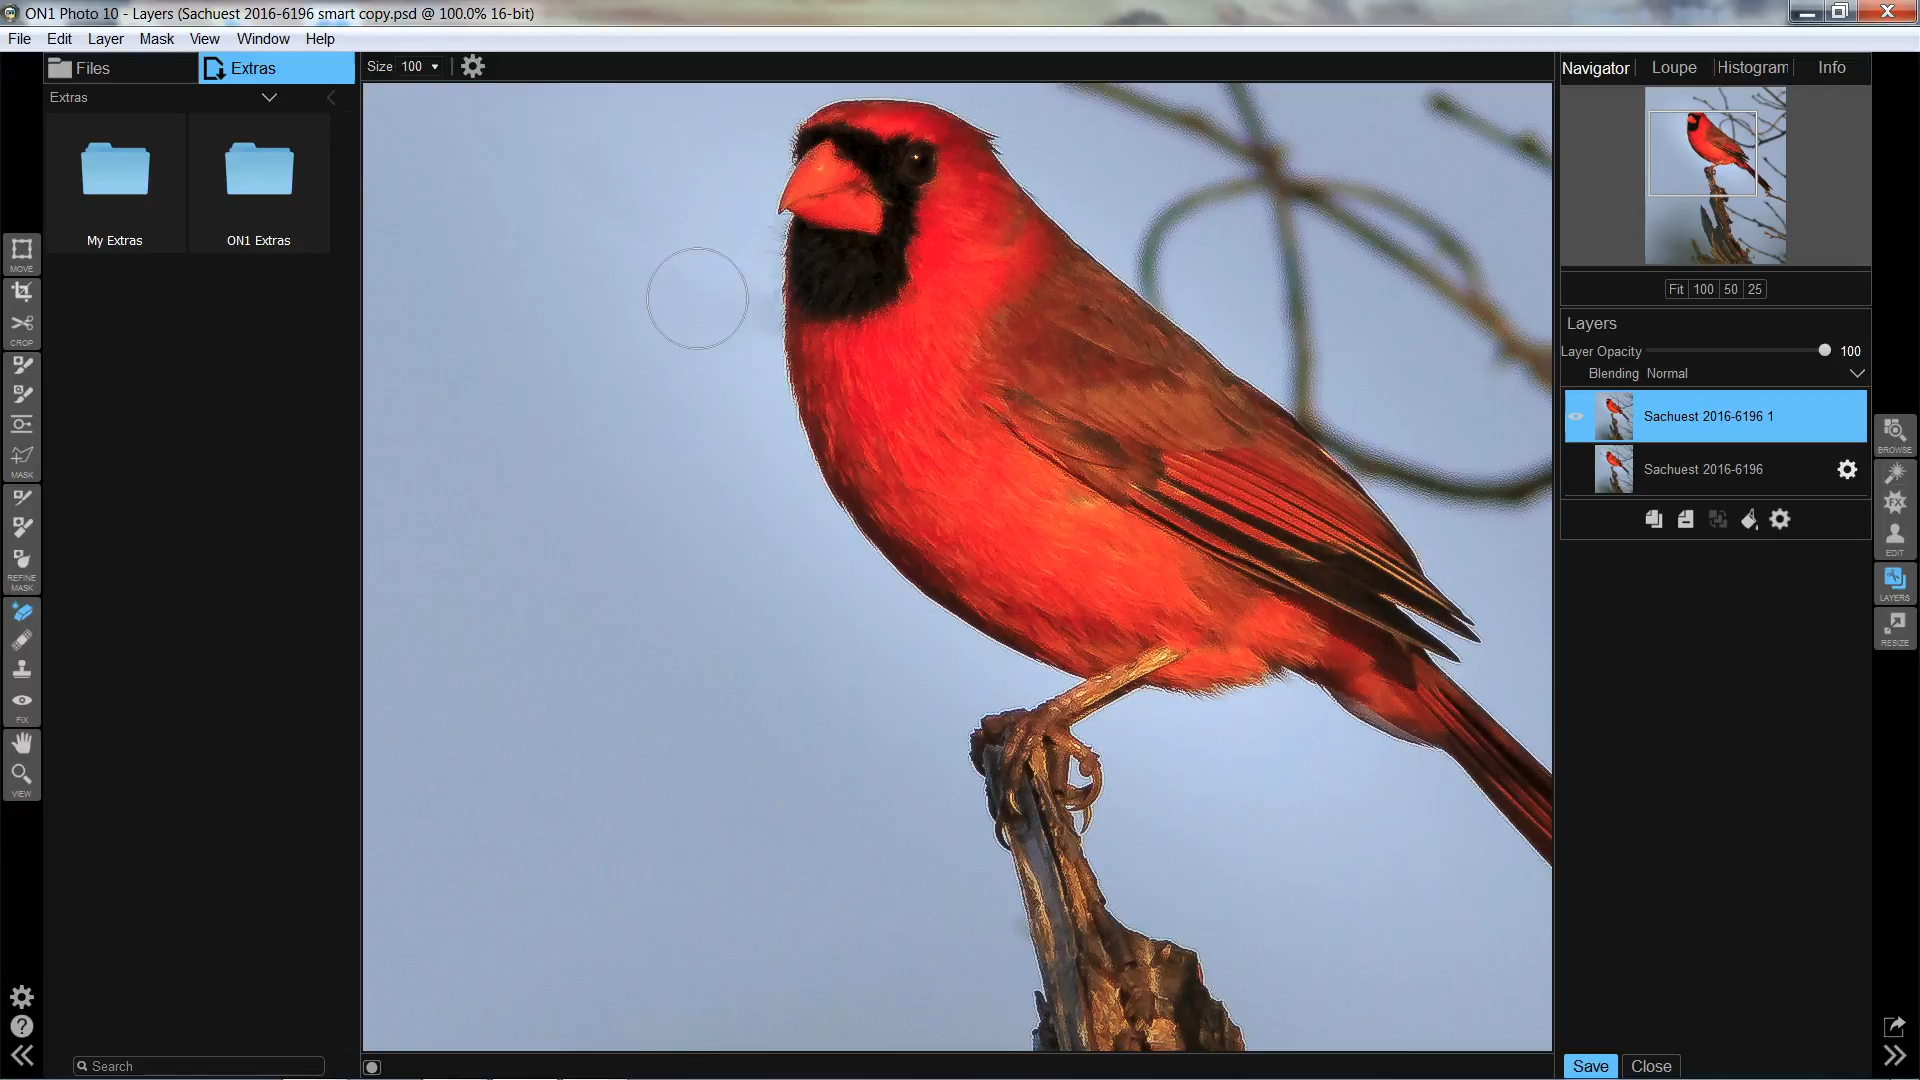 ON1 Photo 10 - Layers (Sachuest 2016-6196 smart copy.psd @ 100.0% 16-bit)
File Edit Layer Mask View Window Help
Files Extras
Size 100
Navigator Loupe Histogram Info
Extras
My Extras ON1 Extras
MOVE
CROP
MASK
REFINE
MASK
FIX
VIEW
Search
Fit 100 50 25
Layers
Layer Opacity 100
Blending Normal
Sachuest 2016-6196 1
Sachuest 2016-6196
BROWSE
FX
EDIT
LAYERS
RESIZE
Save Close